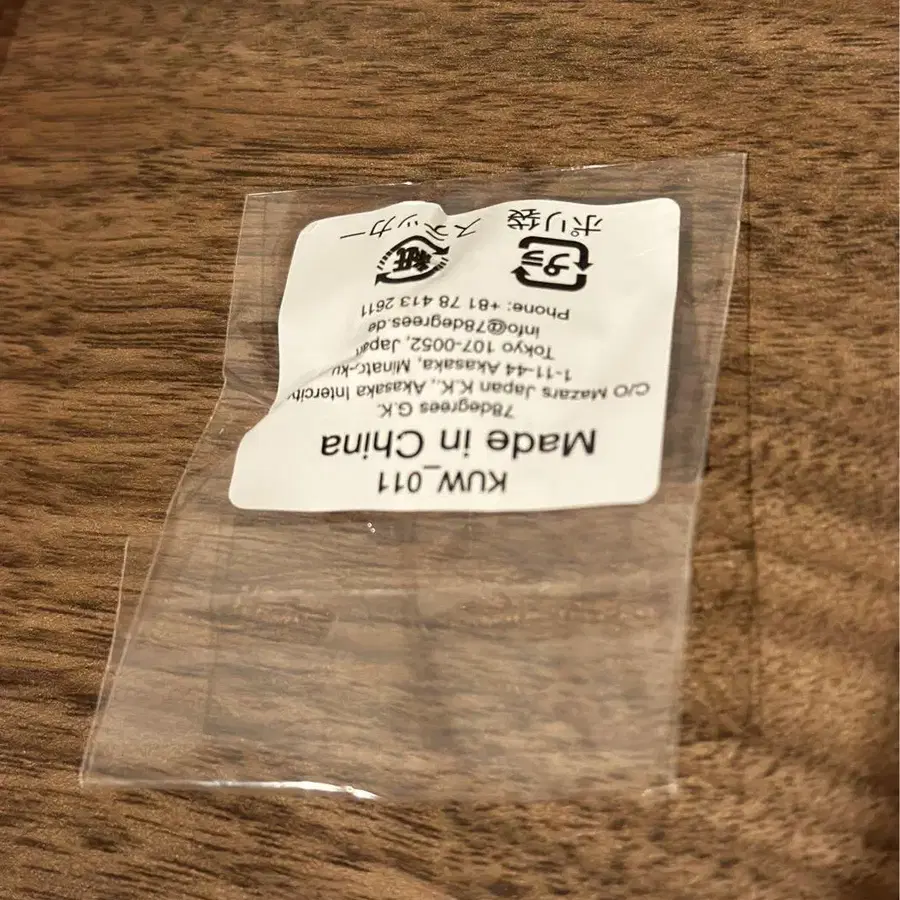 KUW_011
Made in China
78degrees G.K.
C/O Mazars Japan K.K., Akasaka Intercity
1-11-44 Akasaka, Minato-ku
Tokyo 107-0052, Japan
info@78degrees.de
Phone: +81 78 413 2611
プラ 紙
ポリ袋 ステッカー